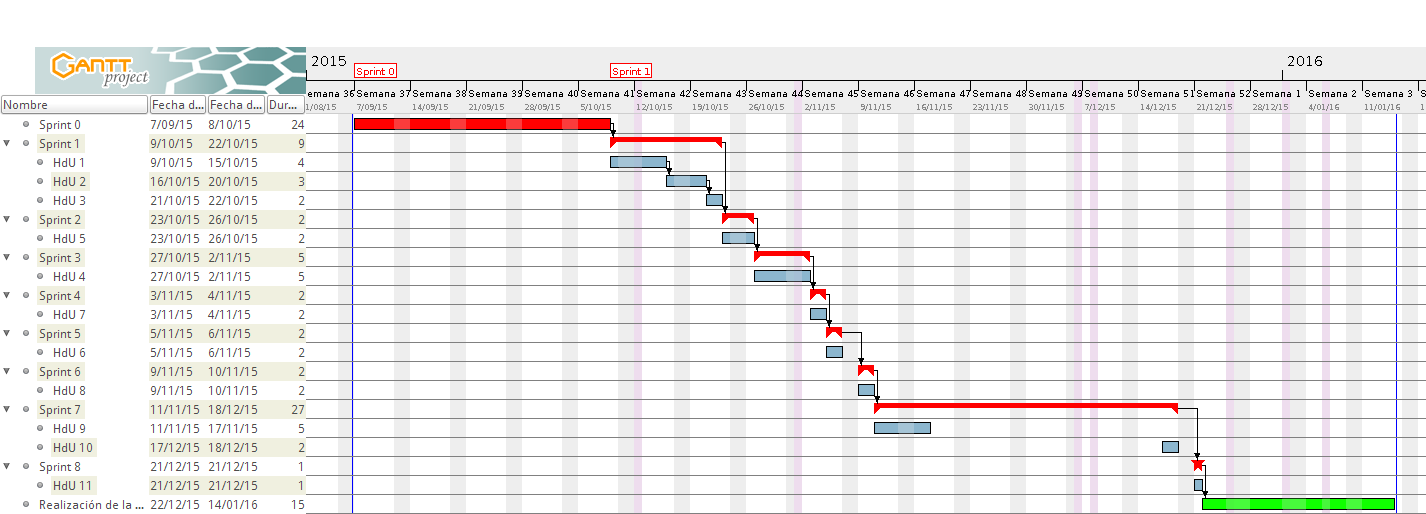 GANTT
project
2015
2016
Sprint 0
Sprint 1
Nombre Fecha d... Fecha d... Dur...
emana 36 Semana 37 Semana 38 Semana 39 Semana 40 Semana 41 Semana 42 Semana 43 Semana 44 Semana 45 Semana 46 Semana 47 Semana 48 Semana 49 Semana 50 Semana 51 Semana 52 Semana 1 Semana 2 Semana 3 S
1/08/15 7/09/15 14/09/15 21/09/15 28/09/15 5/10/15 12/10/15 19/10/15 26/10/15 2/11/15 9/11/15 16/11/15 23/11/15 30/11/15 7/12/15 14/12/15 21/12/15 28/12/15 4/01/16 11/01/16 1
Sprint 0 7/09/15 8/10/15 24
Sprint 1 9/10/15 22/10/15 9
HdU 1 9/10/15 15/10/15 4
HdU 2 16/10/15 20/10/15 3
HdU 3 21/10/15 22/10/15 2
Sprint 2 23/10/15 26/10/15 2
HdU 5 23/10/15 26/10/15 2
Sprint 3 27/10/15 2/11/15 5
HdU 4 27/10/15 2/11/15 5
Sprint 4 3/11/15 4/11/15 2
HdU 7 3/11/15 4/11/15 2
Sprint 5 5/11/15 6/11/15 2
HdU 6 5/11/15 6/11/15 2
Sprint 6 9/11/15 10/11/15 2
HdU 8 9/11/15 10/11/15 2
Sprint 7 11/11/15 18/12/15 27
HdU 9 11/11/15 17/11/15 5
HdU 10 17/12/15 18/12/15 2
Sprint 8 21/12/15 21/12/15 1
HdU 11 21/12/15 21/12/15 1
Realización de la ... 22/12/15 14/01/16 15